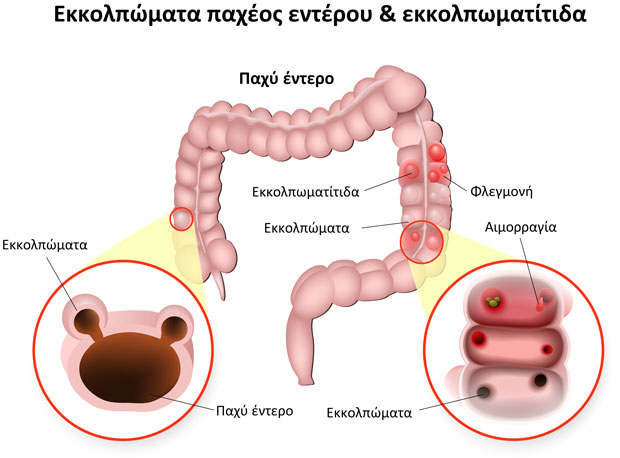 Εκκολπώματα παχέος εντέρου & εκκολπωματίτιδα
Παχύ έντερο
Εκκολπωματίτιδα
Φλεγμονή
Εκκολπώματα
Αιμορραγία
Εκκολπώματα
Παχύ έντερο
Εκκολπώματα